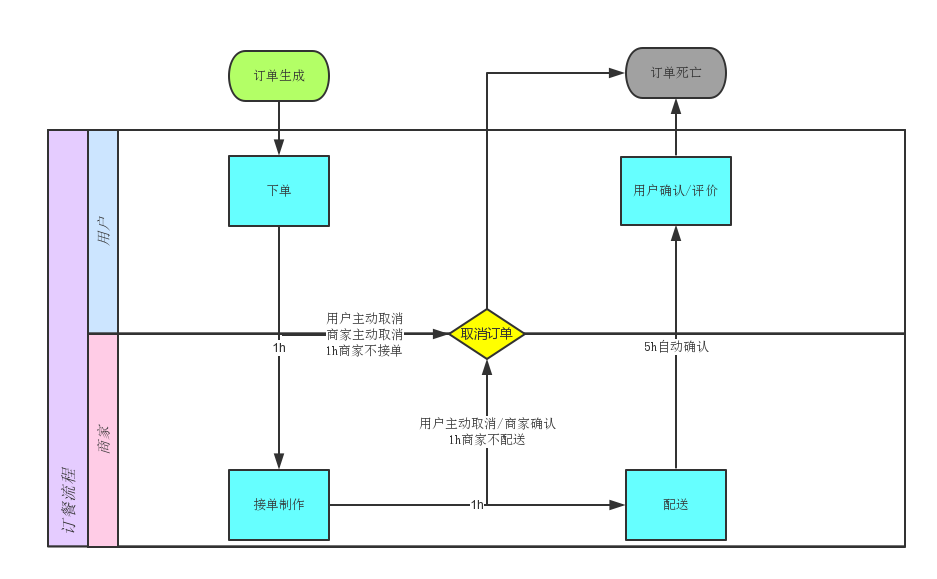 订单生成
订单死亡
下单
用户确认/评价
用户
用户主动取消
商家主动取消
1h商家不接单
1h
取消订单
5h自动确认
商家
用户主动取消/商家确认
1h商家不配送
订餐流程
接单制作
1h
配送